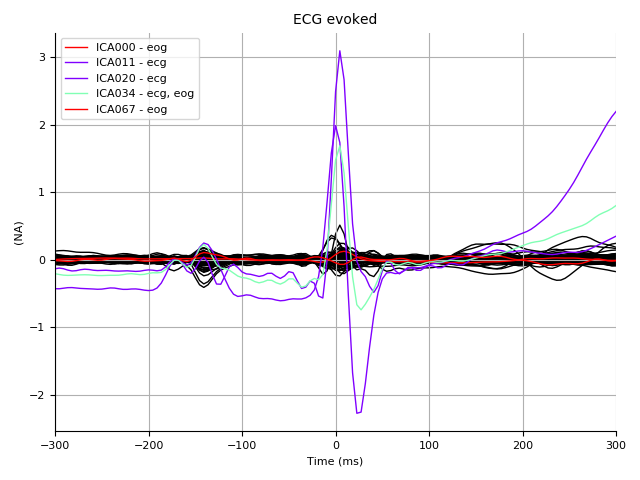 ECG evoked
ICA000 - eog
ICA011 - ecg
ICA020 - ecg
ICA034 - ecg, eog
ICA067 - eog
3
2
1
0
−1
−2
(NA)
−300
−200
−100
0
100
200
300
Time (ms)